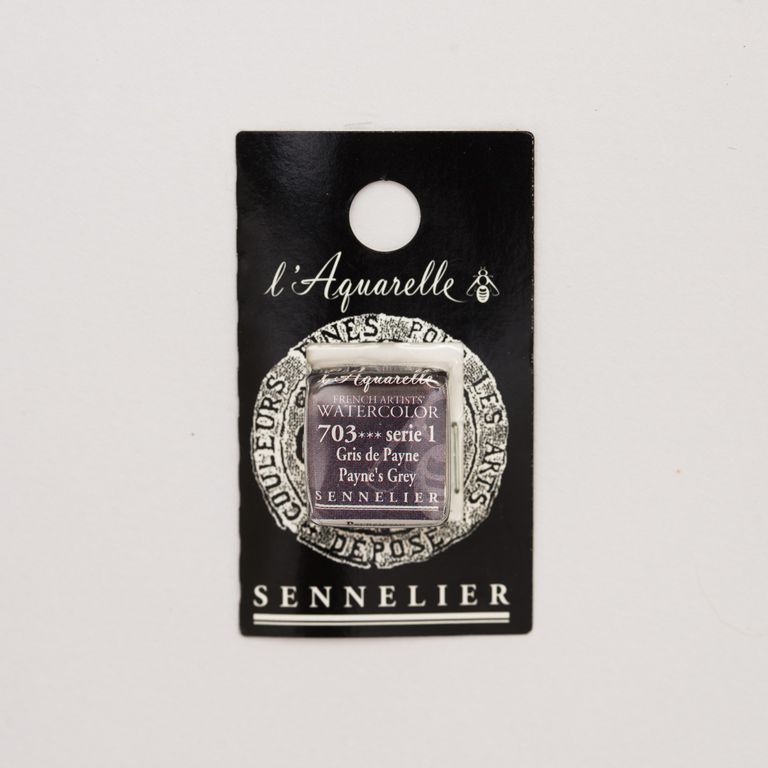 l'Aquarelle
COULEURS FINES POUR LES ARTS
DÉPOSÉ
l'Aquarelle
FRENCH ARTISTS'
WATERCOLOR
703*** serie 1
Gris de Payne
Payne's Grey
SENNELIER
SENNELIER